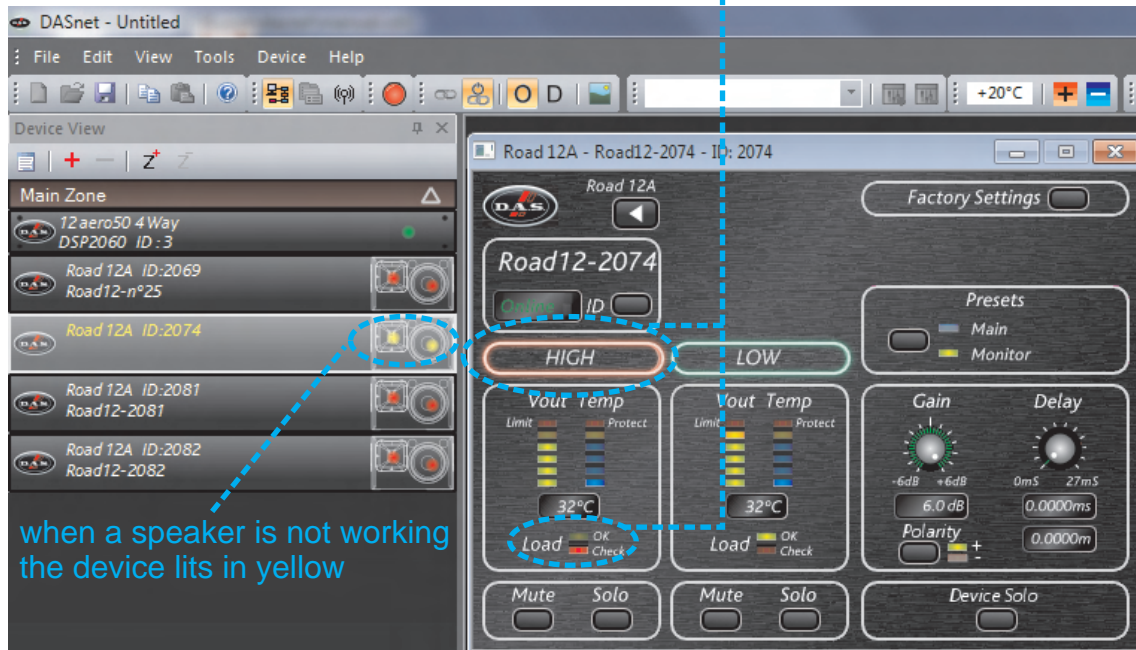 DASnet - Untitled
File Edit View Tools Device Help
O D +20°C
Device View
Z+ Z-
Main Zone
D.A.S. 12aero50 4Way
DSP2060 ID :3
D.A.S. Road 12A ID:2069
Road12-nº25
D.A.S. Road 12A ID:2074
D.A.S. Road 12A ID:2081
Road12-2081
D.A.S. Road 12A ID:2082
Road12-2082
when a speaker is not working
the device lits in yellow
Road 12A - Road12-2074 - ID: 2074
D.A.S. Road 12A
Factory Settings
Road12-2074
Online ID
HIGH LOW
Presets
Main
Monitor
Vout Temp
Limit Protect
32°C
Load OK
Check
Vout Temp
Limit Protect
32°C
Load OK
Check
Gain Delay
-6dB +6dB 0mS 27mS
6.0 dB 0.0000ms
Polarity + - 0.0000m
Mute Solo Mute Solo Device Solo